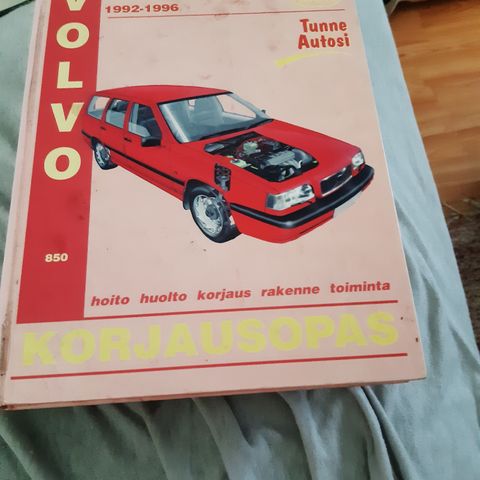 VOLVO
1992-1996
Tunne
Autosi
850
hoito huolto korjaus rakenne toiminta
KORJAUSOPAS